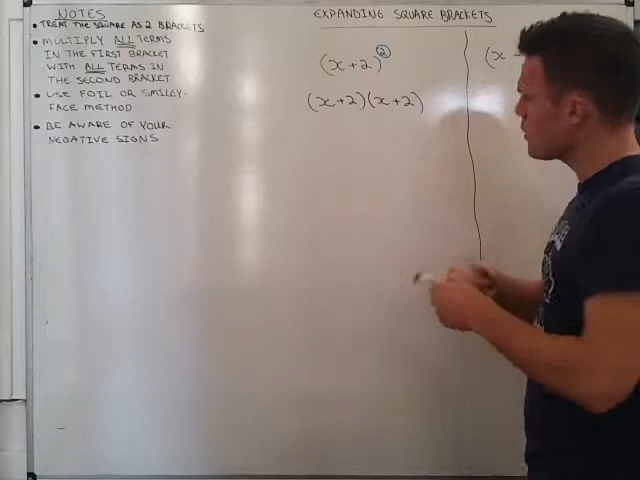 NOTES
• TREAT THE SQUARE AS 2 BRACKETS
• MULTIPLY ALL TERMS
IN THE FIRST BRACKET
WITH ALL TERMS IN
THE SECOND BRACKET
• USE FOIL OR SMILEY-
FACE METHOD
• BE AWARE OF YOUR
NEGATIVE SIGNS
EXPANDING SQUARE BRACKETS
(x+2)²
(x+2)(x+2)
(x -